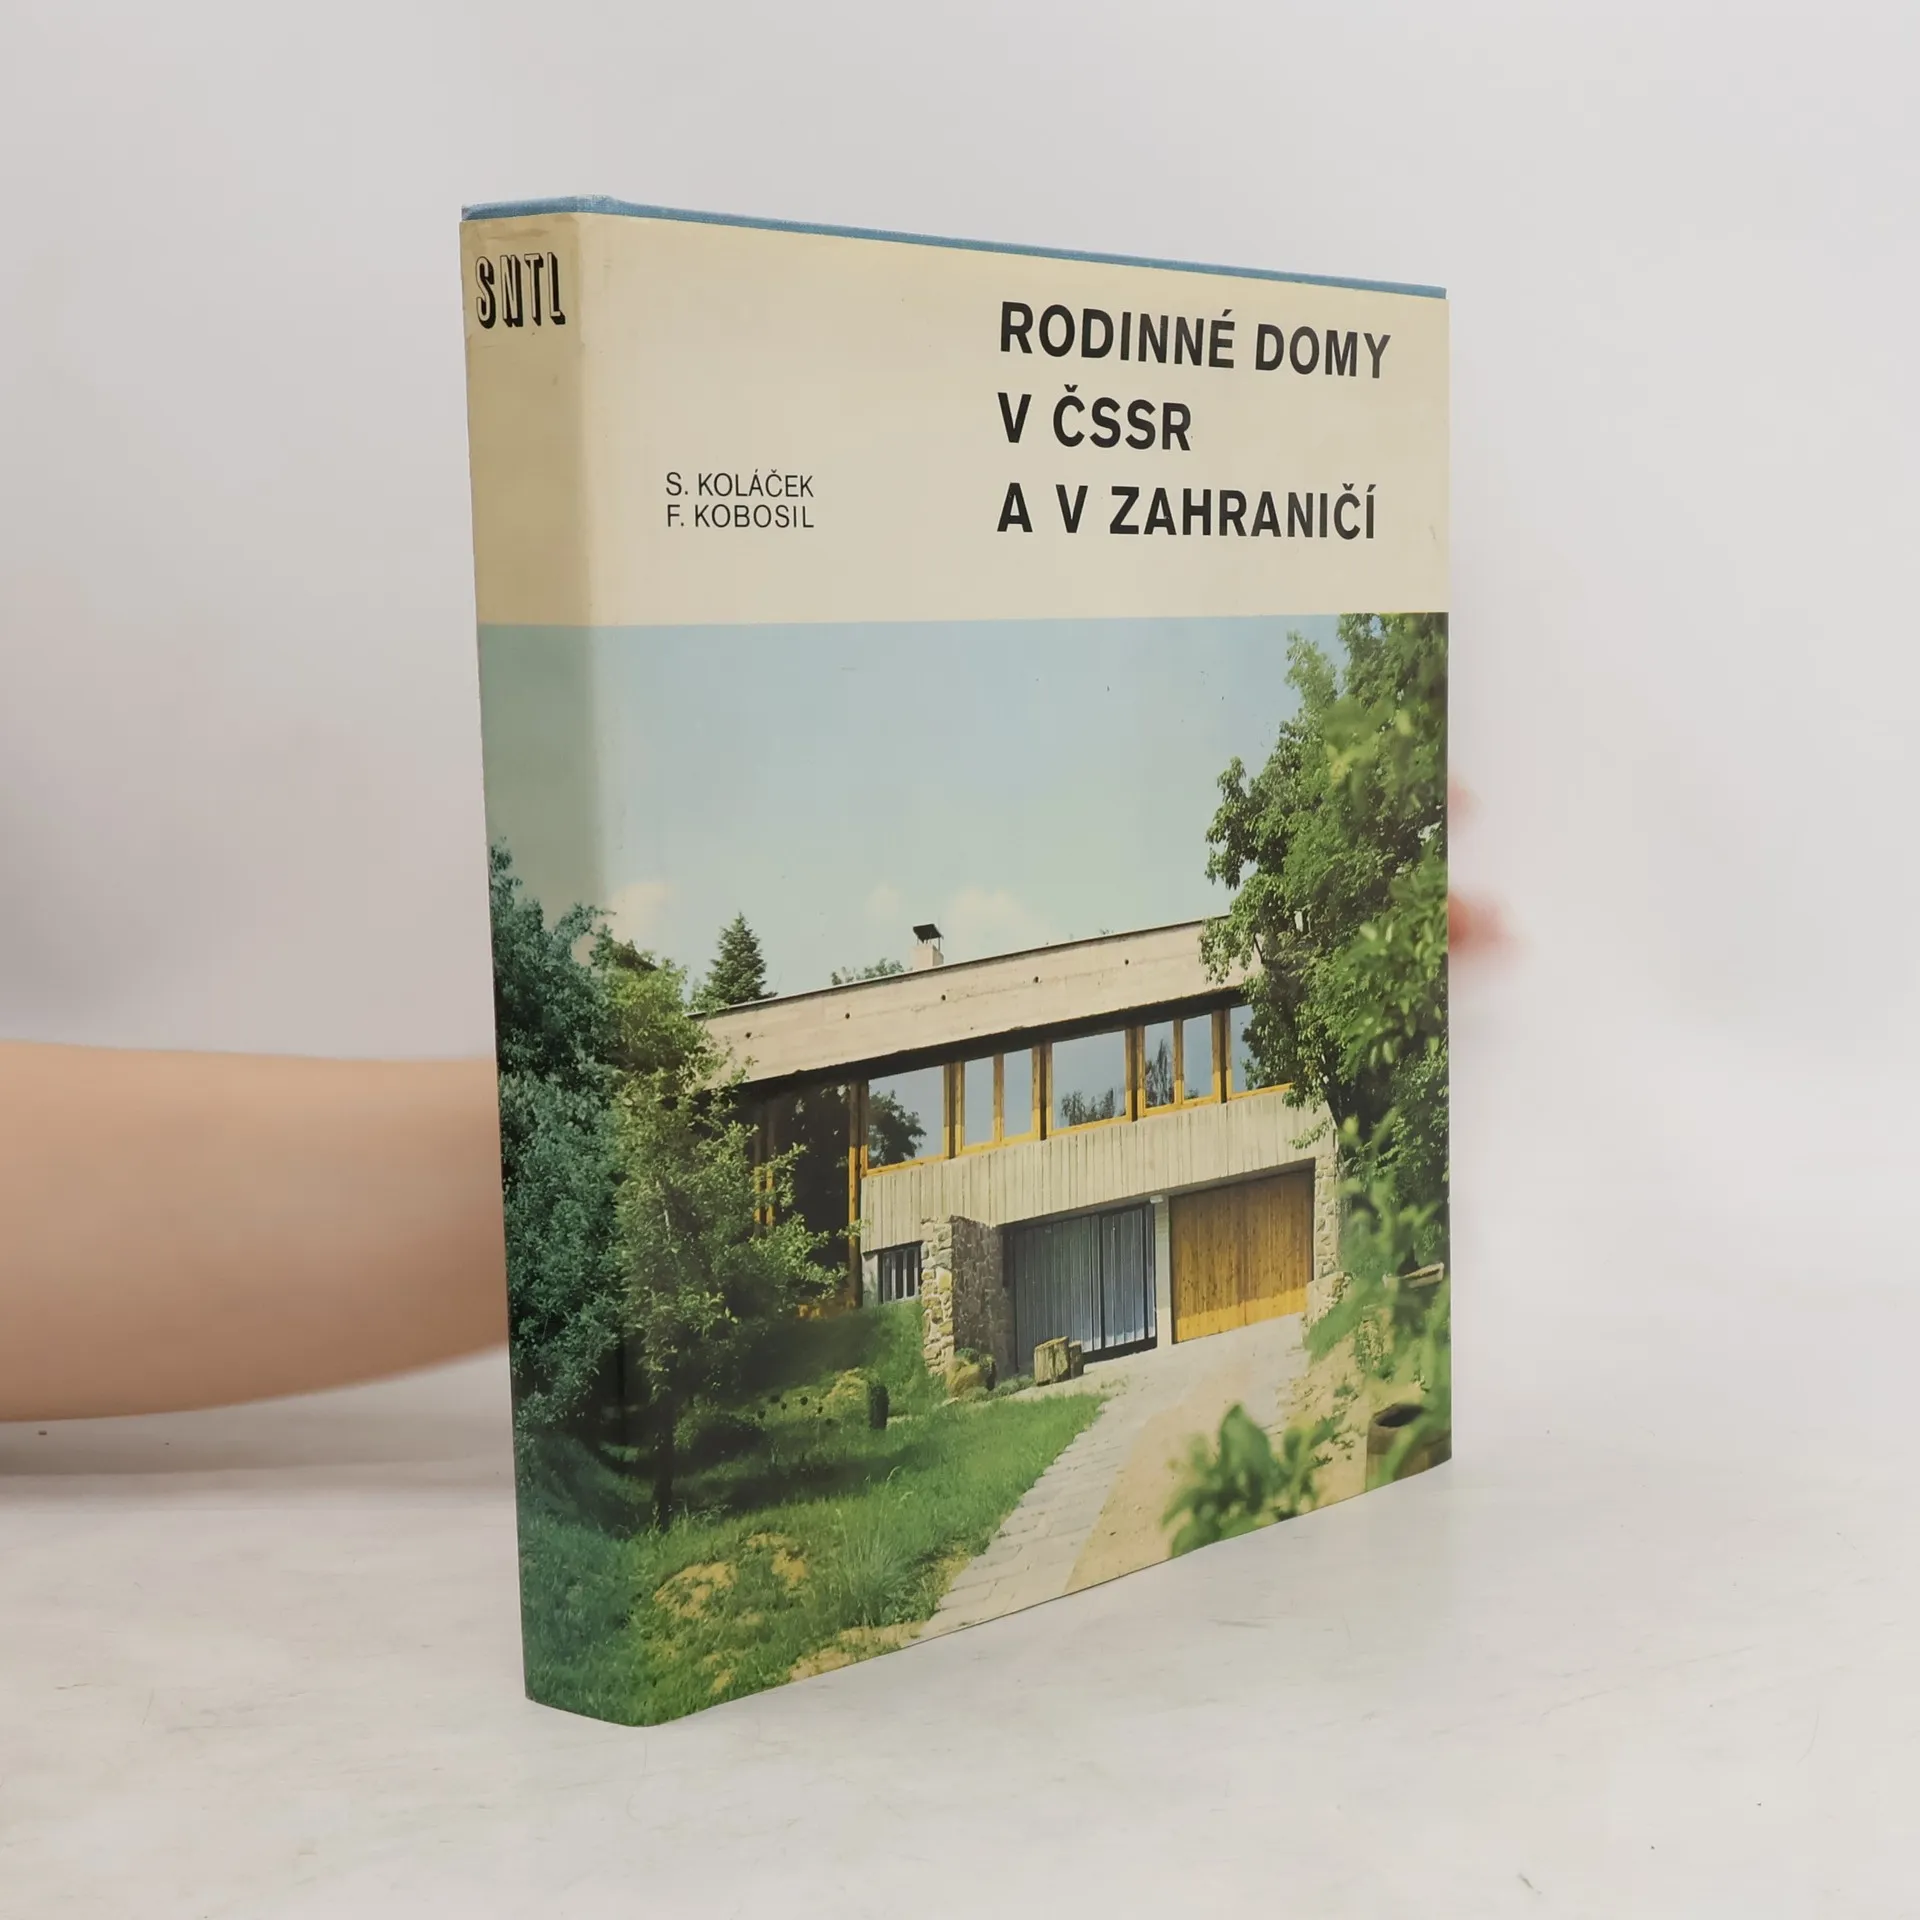 SNTL
RODINNÉ DOMY
V ČSSR
A V ZAHRANIČÍ
S. KOLÁČEK
F. KOBOSIL